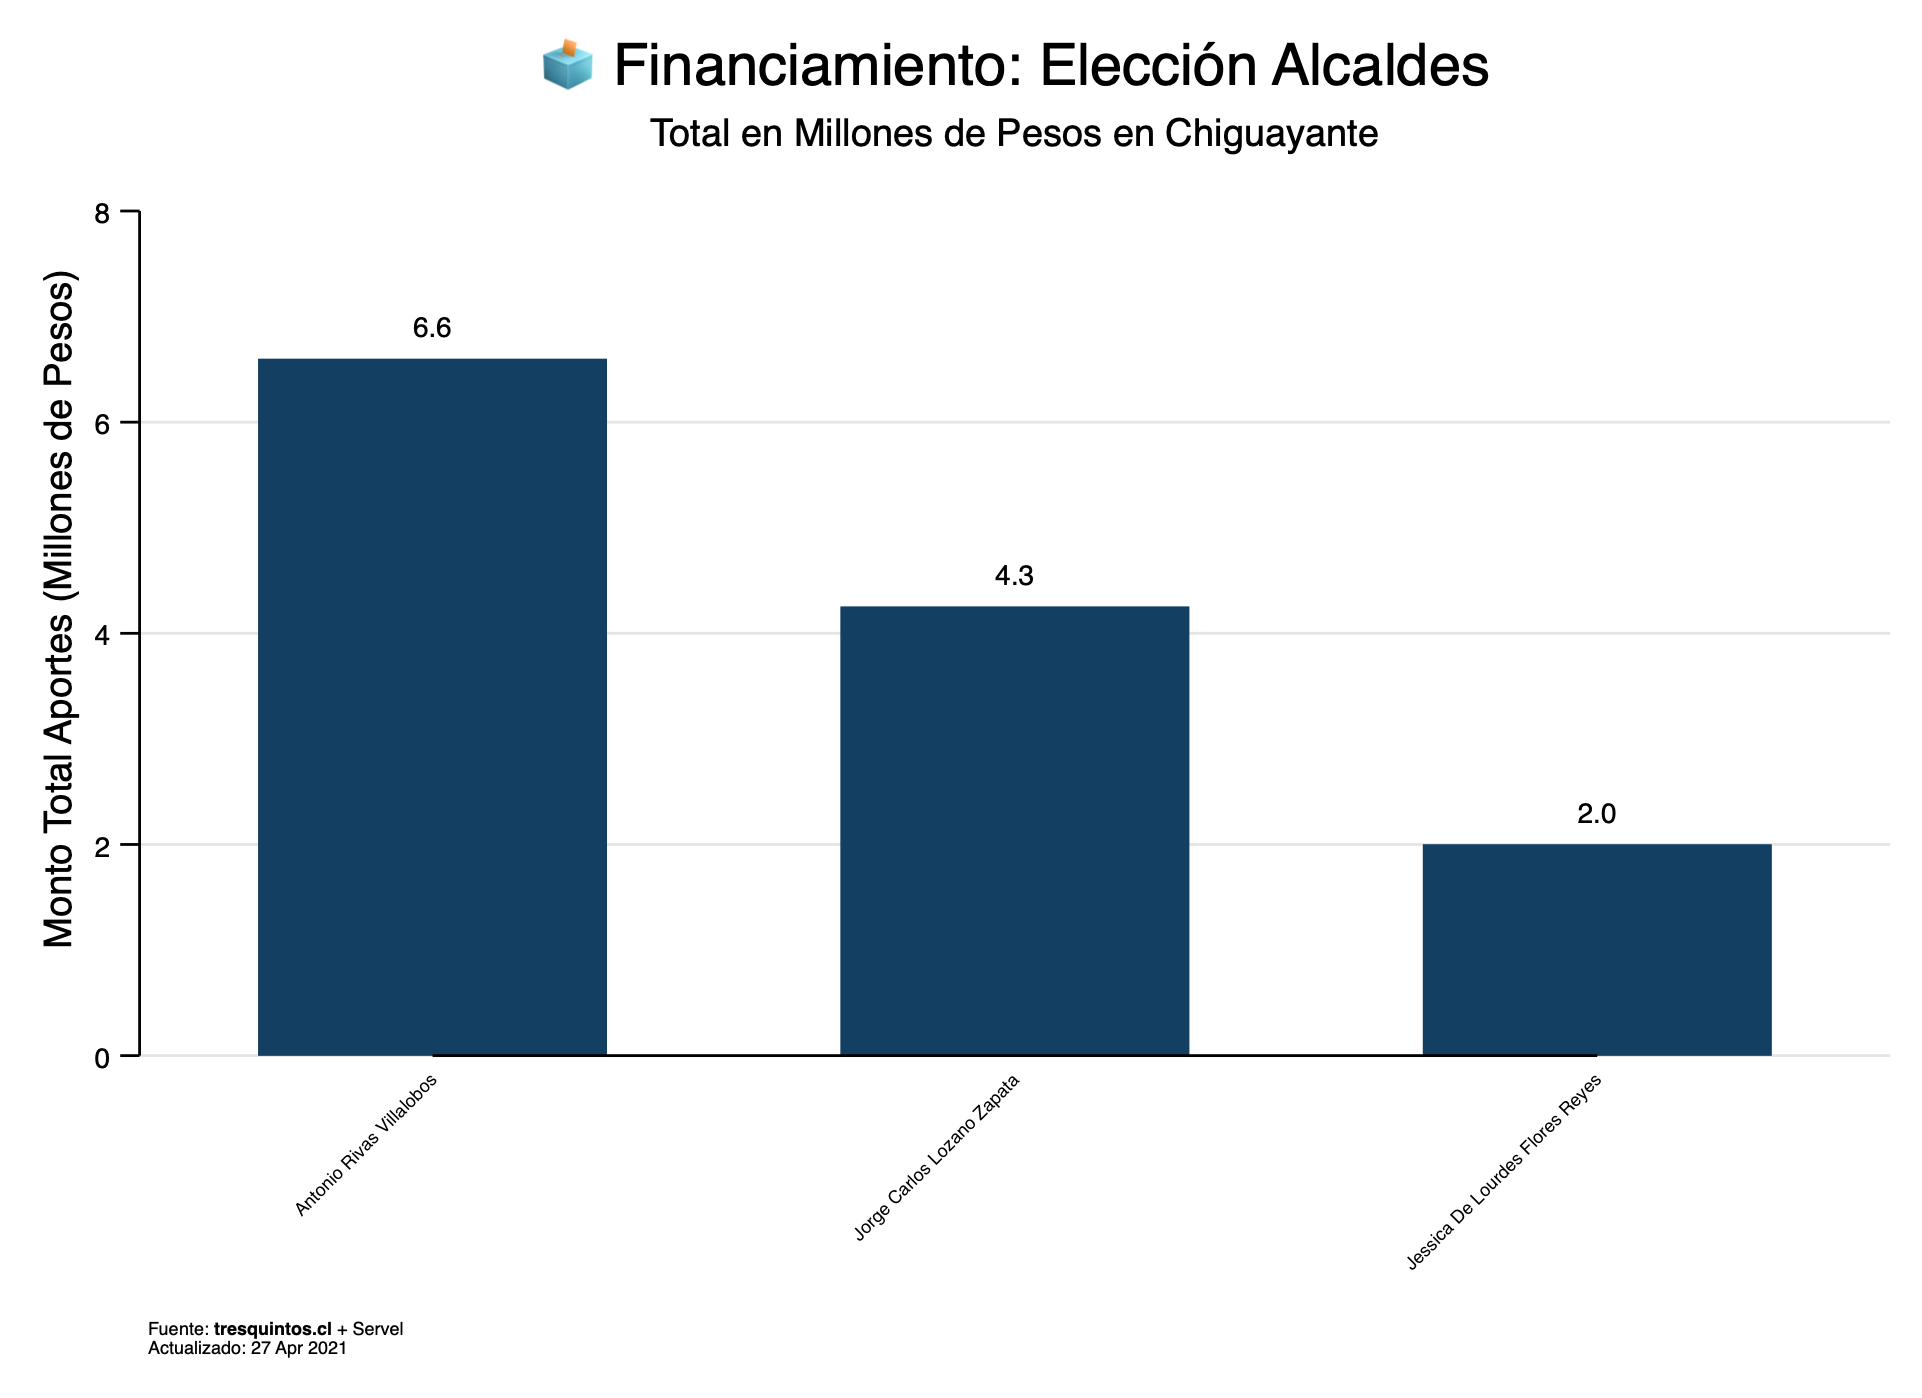 Financiamiento: Elección Alcaldes
Total en Millones de Pesos en Chiguayante
Monto Total Aportes (Millones de Pesos)
8
6
4
2
0
6.6
4.3
2.0
Antonio Rivas Villalobos
Jorge Carlos Lozano Zapata
Jessica De Lourdes Flores Reyes
Fuente: tresquintos.cl + Servel
Actualizado: 27 Apr 2021